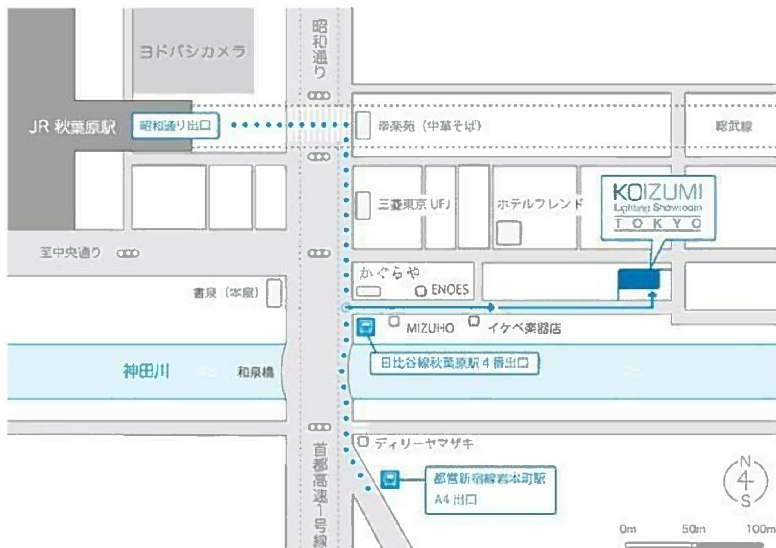 昭和通り
ヨドバシカメラ
JR 秋葉原駅
昭和通り出口
幸楽苑（中華そば）
総武線
三菱東京 UFJ
ホテルフレンド
KOIZUMI
Lighting Showroom
TOKYO
至中央通り
かぐらや
書泉（本屋）
ENOES
MIZUHO
イケベ楽器店
日比谷線秋葉原駅4番出口
神田川
和泉橋
デイリーヤマザキ
首都高速1号線
都営新宿線岩本町駅
A4 出口
N
S
0m
50m
100m